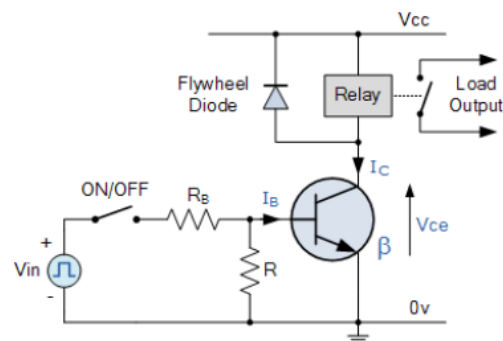 Vcc
Flywheel
Diode
Relay
Load
Output
ON/OFF
RB
IB
IC
+
Vin
-
R
β
Vce
0v